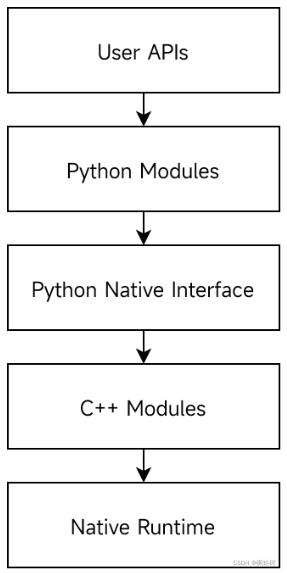 User APIs
Python Modules
Python Native Interface
C++ Modules
Native Runtime